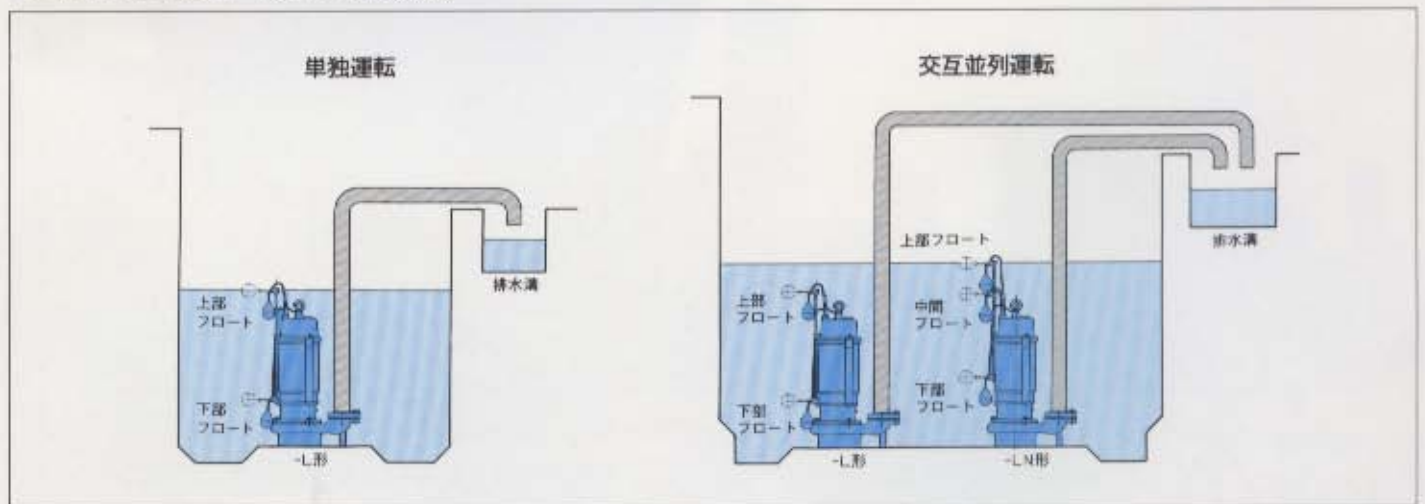 単独運転
排水溝
上部
フロート
下部
フロート
-L形
交互並列運転
上部フロート
排水溝
上部
フロート
中間
フロート
下部
フロート
下部
フロート
-L形
-LN形